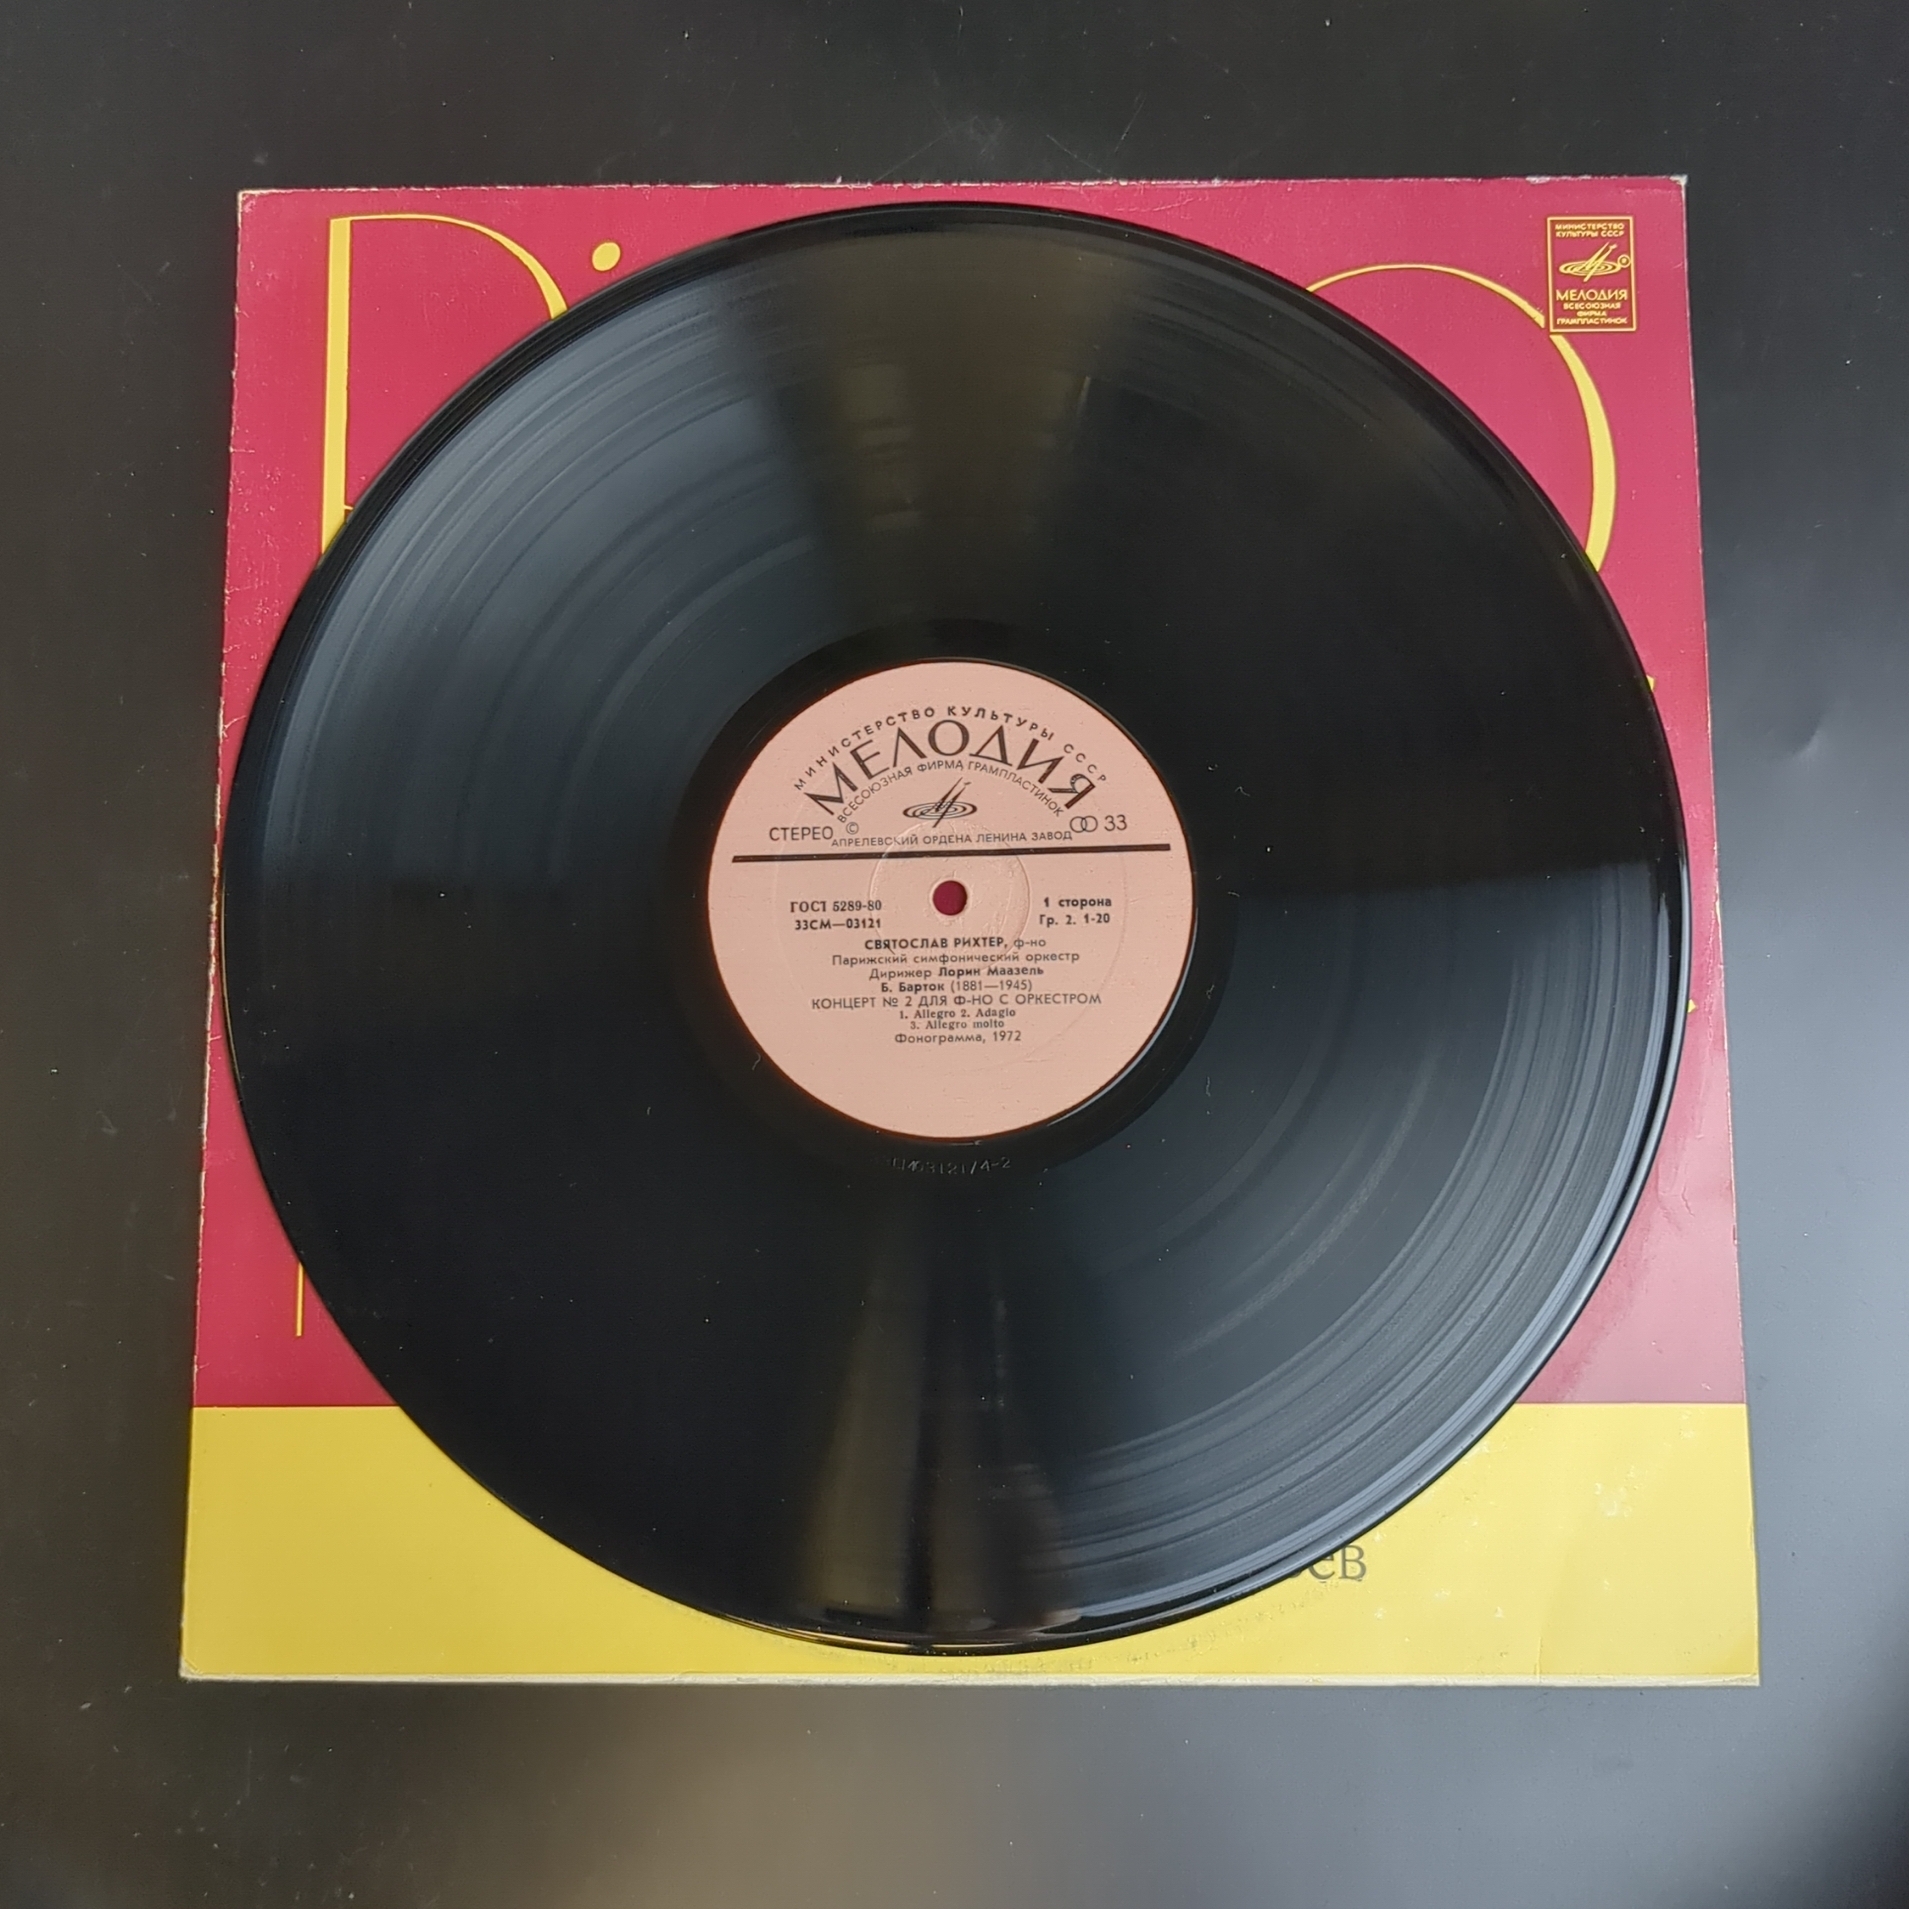 МИНИСТЕРСТВО
КУЛЬТУРЫ СССР
МЕЛОДИЯ
ВСЕСОЮЗНАЯ
ФИРМА
ГРАМПЛАСТИНОК
МИНИСТЕРСТВО КУЛЬТУРЫ СССР
МЕЛОДИЯ
ВСЕСОЮЗНАЯ ФИРМА ГРАМПЛАСТИНОК
СТЕРЕО © 33
АПРЕЛЕВСКИЙ ОРДЕНА ЛЕНИНА ЗАВОД
ГОСТ 5289-80 1 сторона
33СМ—03121 Гр. 2. 1-20
СВЯТОСЛАВ РИХТЕР, ф-но
Парижский симфонический оркестр
Дирижер Лорин Маазель
Б. Барток (1881—1945)
КОНЦЕРТ № 2 ДЛЯ Ф-НО С ОРКЕСТРОМ
1. Allegro 2. Adagio
3. Allegro molto
Фонограмма, 1972